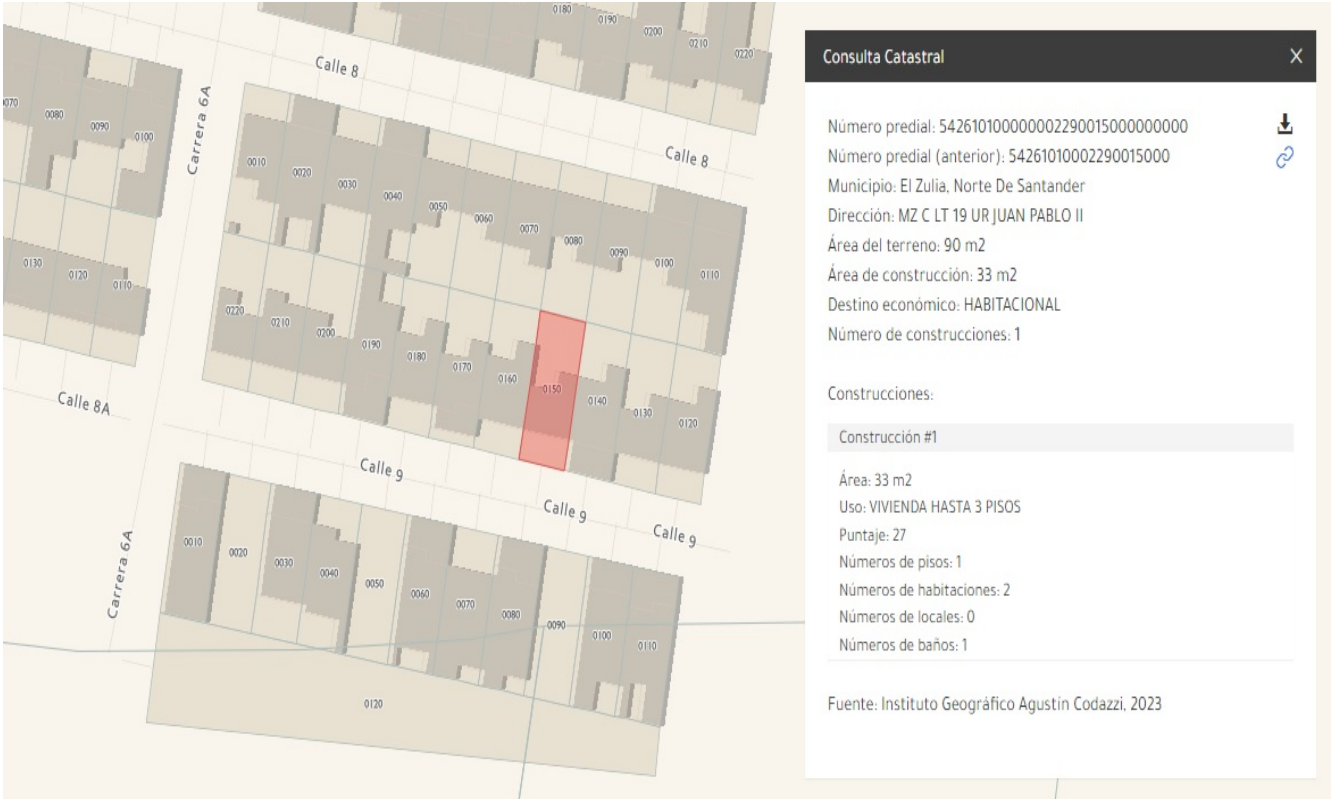 0180
0190
0200
0210
0220
Calle 8
Carrera 6A
0070
0080
0090
0100
Calle 8
0010
0020
0030
0040
0050
0060
0070
0080
0090
0100
0110
0130
0120
0110
0220
0210
0200
0190
0180
0170
0160
0150
0140
0130
0120
Calle 8A
Calle 9
Calle 9
Calle 9
Carrera 6A
0010
0020
0030
0040
0050
0060
0070
0080
0090
0100
0110
0120
Consulta Catastral
X
Número predial: 542610100000002290015000000000
Número predial (anterior): 54261010002290015000
Municipio: El Zulia, Norte De Santander
Dirección: MZ C LT 19 UR JUAN PABLO II
Área del terreno: 90 m2
Área de construcción: 33 m2
Destino económico: HABITACIONAL
Número de construcciones: 1
Construcciones:
Construcción #1
Área: 33 m2
Uso: VIVIENDA HASTA 3 PISOS
Puntaje: 27
Números de pisos: 1
Números de habitaciones: 2
Números de locales: 0
Números de baños: 1
Fuente: Instituto Geográfico Agustín Codazzi, 2023